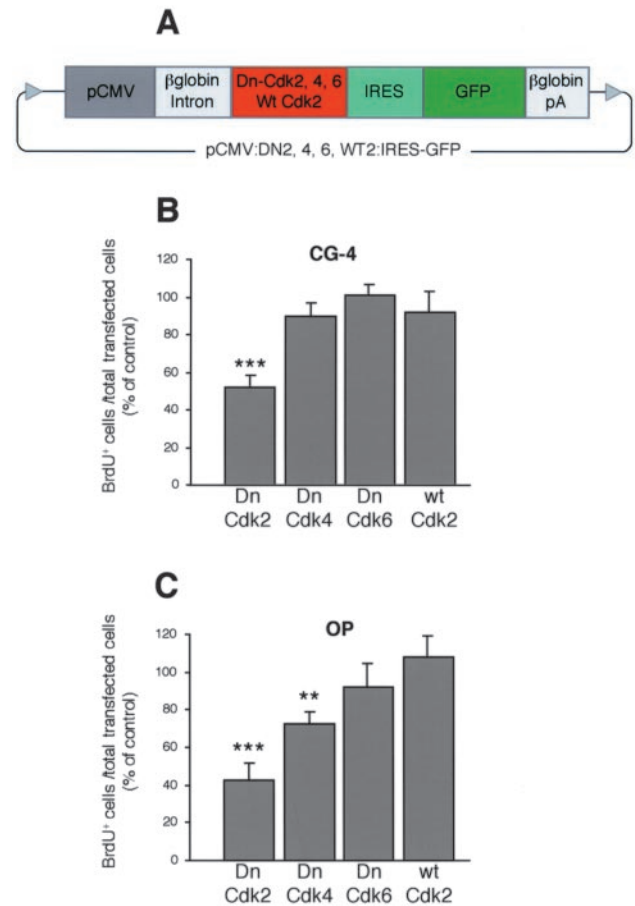 A
pCMV
βglobin
Intron
Dn-Cdk2, 4, 6
Wt Cdk2
IRES
GFP
βglobin
pA
pCMV:DN2, 4, 6, WT2:IRES-GFP
B
CG-4
BrdU⁺ cells /total transfected cells
(% of control)
120
100
80
60
40
20
0
***
Dn
Cdk2
Dn
Cdk4
Dn
Cdk6
wt
Cdk2
C
OP
BrdU⁺ cells /total transfected cells
(% of control)
120
100
80
60
40
20
0
***
**
Dn
Cdk2
Dn
Cdk4
Dn
Cdk6
wt
Cdk2